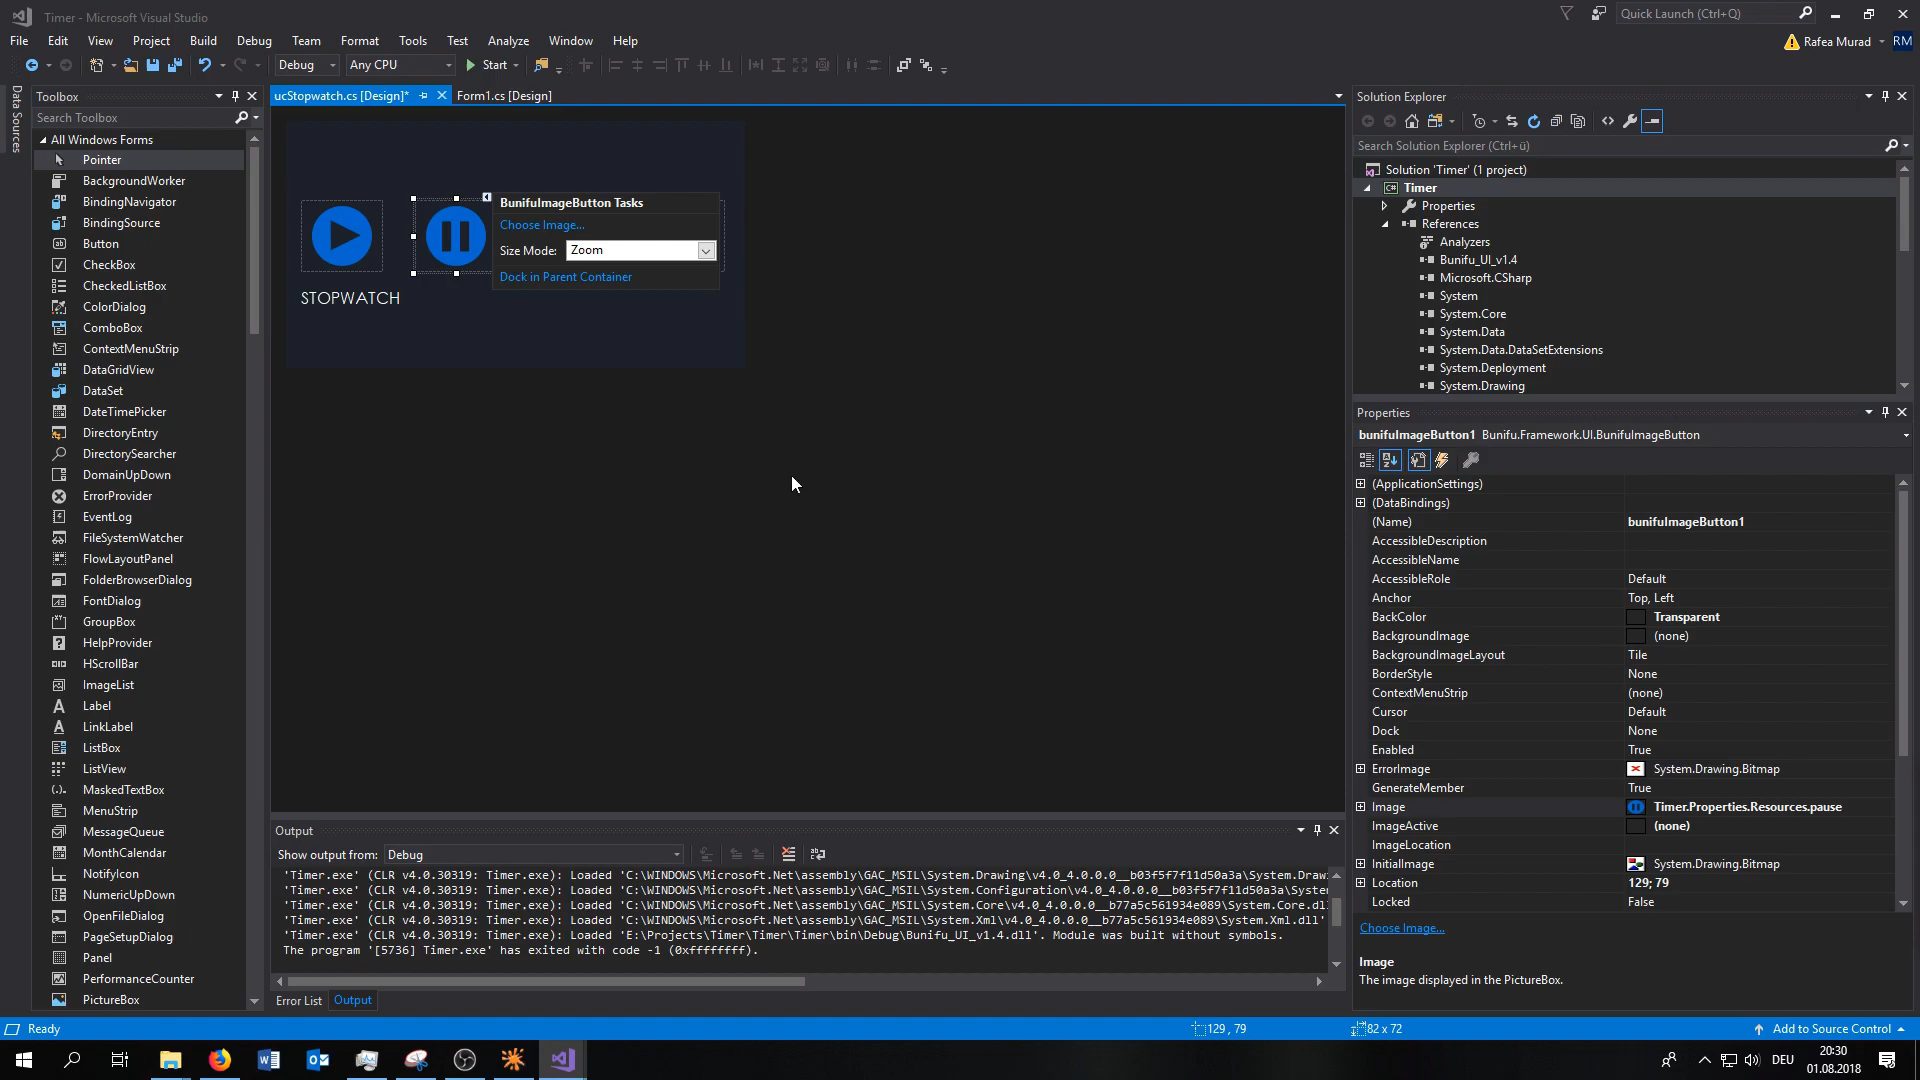 Timer - Microsoft Visual Studio
Quick Launch (Ctrl+Q)
File Edit View Project Build Debug Team Format Tools Test Analyze Window Help
Rafea Murad RM
Debug Any CPU Start
Data Sources
Toolbox
Search Toolbox
All Windows Forms
Pointer
BackgroundWorker
BindingNavigator
BindingSource
Button
CheckBox
CheckedListBox
ColorDialog
ComboBox
ContextMenuStrip
DataGridView
DataSet
DateTimePicker
DirectoryEntry
DirectorySearcher
DomainUpDown
ErrorProvider
EventLog
FileSystemWatcher
FlowLayoutPanel
FolderBrowserDialog
FontDialog
GroupBox
HelpProvider
HScrollBar
ImageList
Label
LinkLabel
ListBox
ListView
MaskedTextBox
MenuStrip
MessageQueue
MonthCalendar
NotifyIcon
NumericUpDown
OpenFileDialog
PageSetupDialog
Panel
PerformanceCounter
PictureBox
ucStopwatch.cs [Design]* Form1.cs [Design]
BunifuImageButton Tasks
Choose Image...
Size Mode: Zoom
Dock in Parent Container
STOPWATCH
Output
Show output from: Debug
'Timer.exe' (CLR v4.0.30319: Timer.exe): Loaded 'C:\WINDOWS\Microsoft.Net\assembly\GAC_MSIL\System.Drawing\v4.0_4.0.0.0__b03f5f7f11d50a3a\System.Drawi
'Timer.exe' (CLR v4.0.30319: Timer.exe): Loaded 'C:\WINDOWS\Microsoft.Net\assembly\GAC_MSIL\System.Configuration\v4.0_4.0.0.0__b03f5f7f11d50a3a\System
'Timer.exe' (CLR v4.0.30319: Timer.exe): Loaded 'C:\WINDOWS\Microsoft.Net\assembly\GAC_MSIL\System.Core\v4.0_4.0.0.0__b77a5c561934e089\System.Core.dll
'Timer.exe' (CLR v4.0.30319: Timer.exe): Loaded 'C:\WINDOWS\Microsoft.Net\assembly\GAC_MSIL\System.Xml\v4.0_4.0.0.0__b77a5c561934e089\System.Xml.dll'
'Timer.exe' (CLR v4.0.30319: Timer.exe): Loaded 'E:\Projects\Timer\Timer\Timer\bin\Debug\Bunifu_UI_v1.4.dll'. Module was built without symbols.
The program '[5736] Timer.exe' has exited with code -1 (0xffffffff).
Error List Output
Solution Explorer
Search Solution Explorer (Ctrl+ü)
Solution 'Timer' (1 project)
C# Timer
Properties
References
Analyzers
Bunifu_UI_v1.4
Microsoft.CSharp
System
System.Core
System.Data
System.Data.DataSetExtensions
System.Deployment
System.Drawing
Properties
bunifuImageButton1 Bunifu.Framework.UI.BunifuImageButton
(ApplicationSettings)
(DataBindings)
(Name) bunifuImageButton1
AccessibleDescription
AccessibleName
AccessibleRole Default
Anchor Top, Left
BackColor Transparent
BackgroundImage (none)
BackgroundImageLayout Tile
BorderStyle None
ContextMenuStrip (none)
Cursor Default
Dock None
Enabled True
ErrorImage System.Drawing.Bitmap
GenerateMember True
Image Timer.Properties.Resources.pause
ImageActive (none)
ImageLocation
InitialImage System.Drawing.Bitmap
Location 129; 79
Locked False
Choose Image...
Image
The image displayed in the PictureBox.
Ready 129 , 79 82 x 72 Add to Source Control
DEU 20:30
01.08.2018